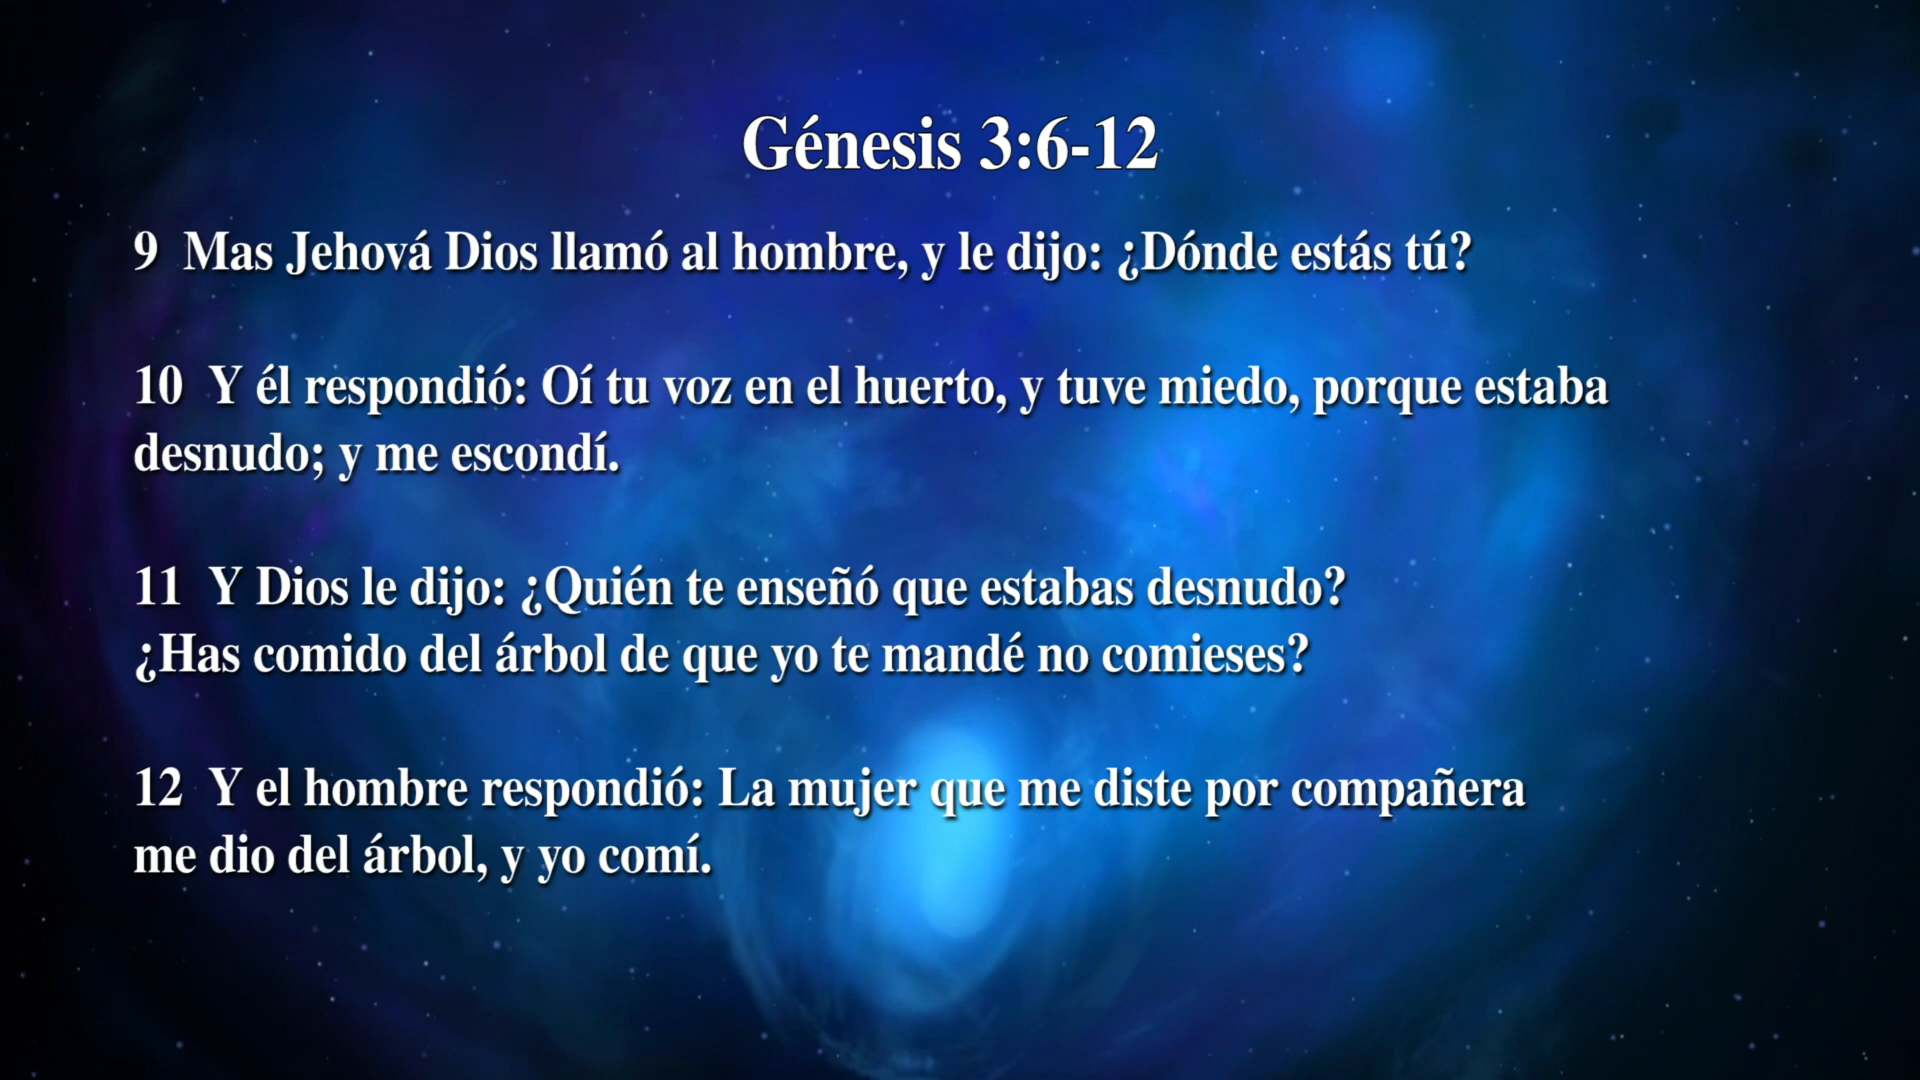 Génesis 3:6-12
9 Mas Jehová Dios llamó al hombre, y le dijo: ¿Dónde estás tú?
10 Y él respondió: Oí tu voz en el huerto, y tuve miedo, porque estaba
desnudo; y me escondí.
11 Y Dios le dijo: ¿Quién te enseñó que estabas desnudo?
¿Has comido del árbol de que yo te mandé no comieses?
12 Y el hombre respondió: La mujer que me diste por compañera
me dio del árbol, y yo comí.